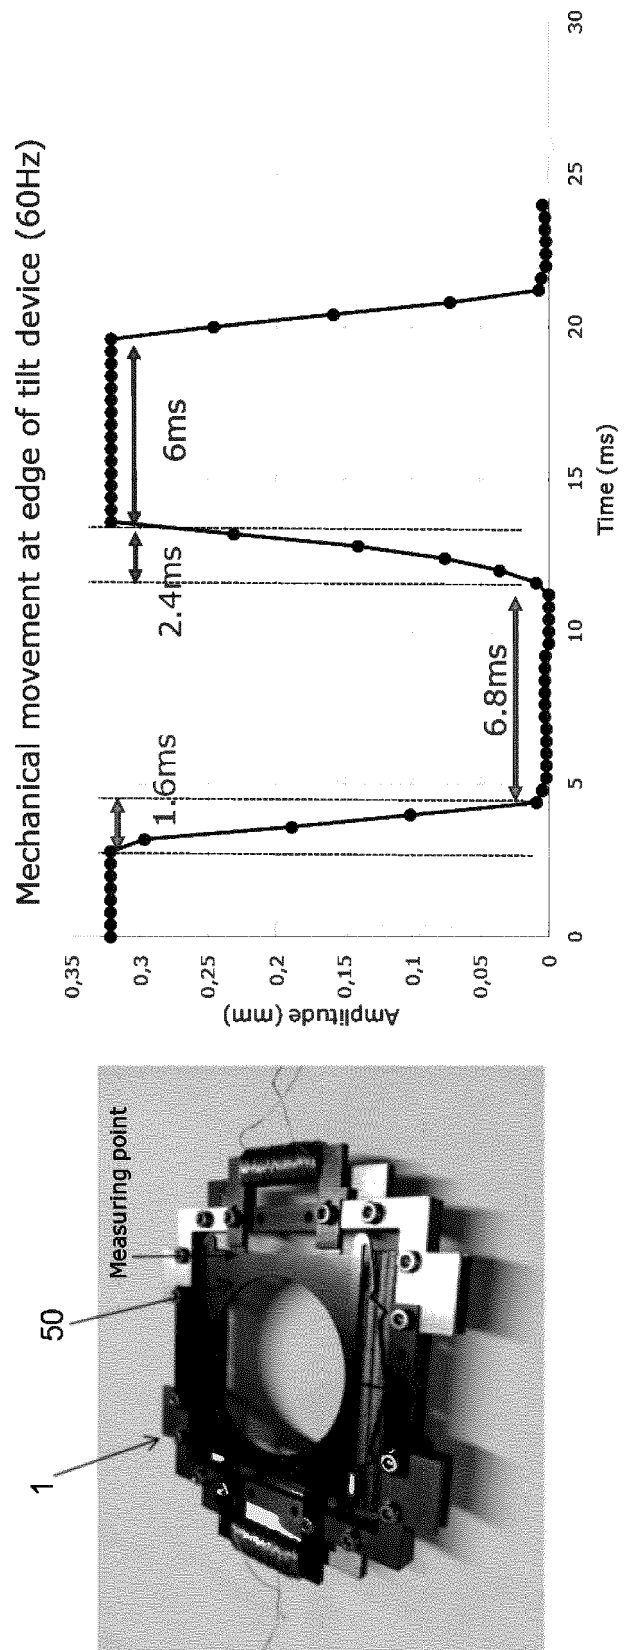 Mechanical movement at edge of tilt device (60Hz)
0,35
0,3
0,25
0,2
0,15
0,1
0,05
0
Amplitude (mm)
1.6ms
2.4ms
6ms
6.8ms
0
5
10
15
20
25
30
Time (ms)
1
50
Measuring point